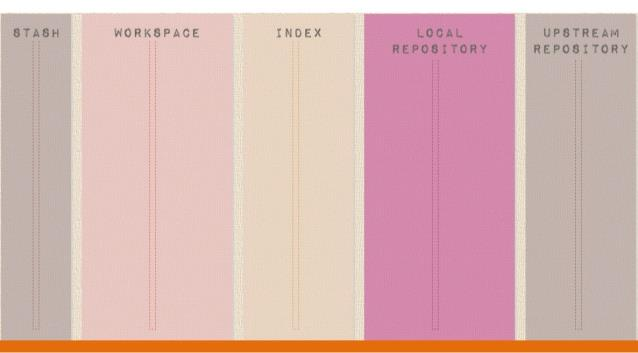 STASH
WORKSPACE
INDEX
LOCAL
REPOSITORY
UPSTREAM
REPOSITORY